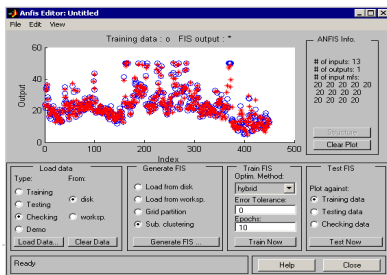 Anfis Editor: Untitled
File Edit View
Training data : o FIS output : *
60
40
20
0
Output
0 100 200 300 400 500
Index
ANFIS Info.
# of inputs: 13
# of outputs: 1
# of input mfs:
20 20 20 20 20
20 20 20 20
20 20 20 20
Structure
Clear Plot
Load data
Type: From:
Training
Testing
Checking
Demo
disk
worksp.
Load Data... Clear Data
Generate FIS
Load from disk
Load from worksp.
Grid partition
Sub. clustering
Generate FIS ...
Train FIS
Optim. Method:
hybrid
Error Tolerance:
0
Epochs:
10
Train Now
Test FIS
Plot against:
Training data
Testing data
Checking data
Test Now
Ready
Help Close